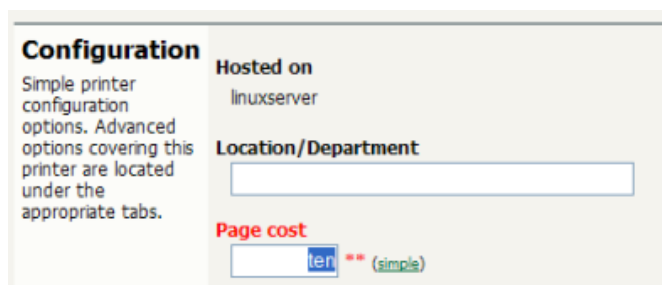 Configuration
Simple printer
configuration
options. Advanced
options covering this
printer are located
under the
appropriate tabs.
Hosted on
linuxserver
Location/Department
Page cost
ten ** (simple)